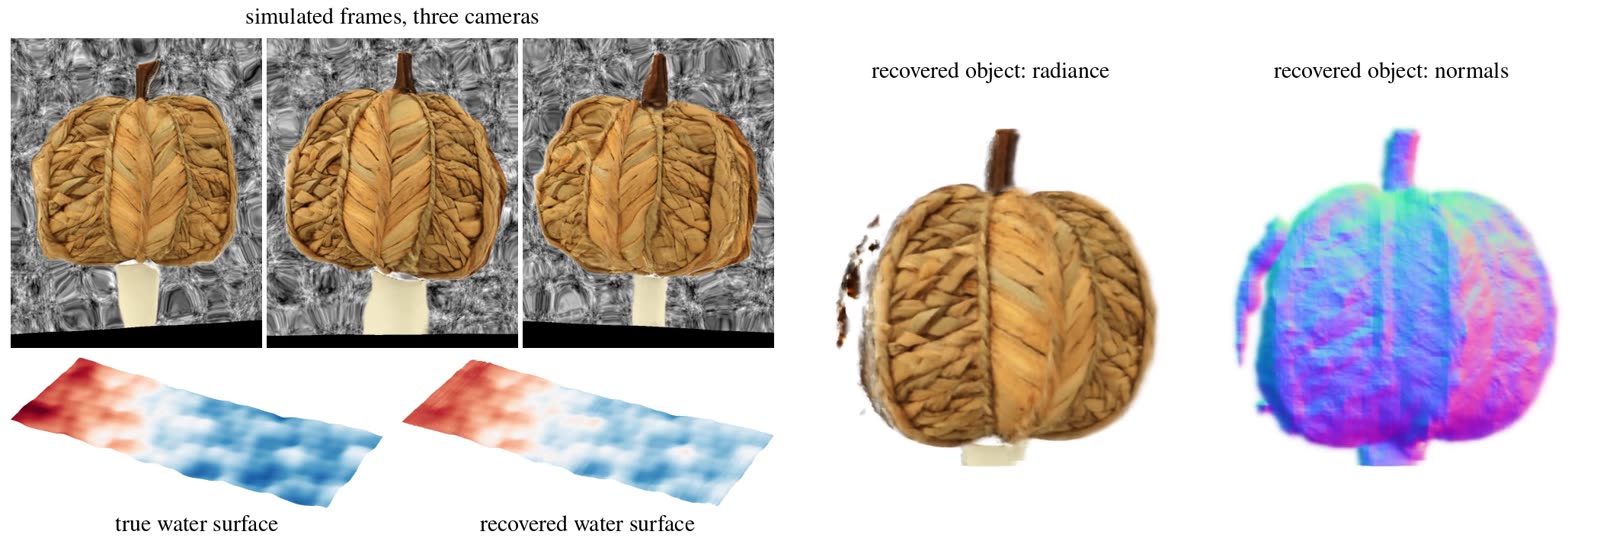 simulated frames, three cameras
recovered object: radiance
recovered object: normals
true water surface
recovered water surface